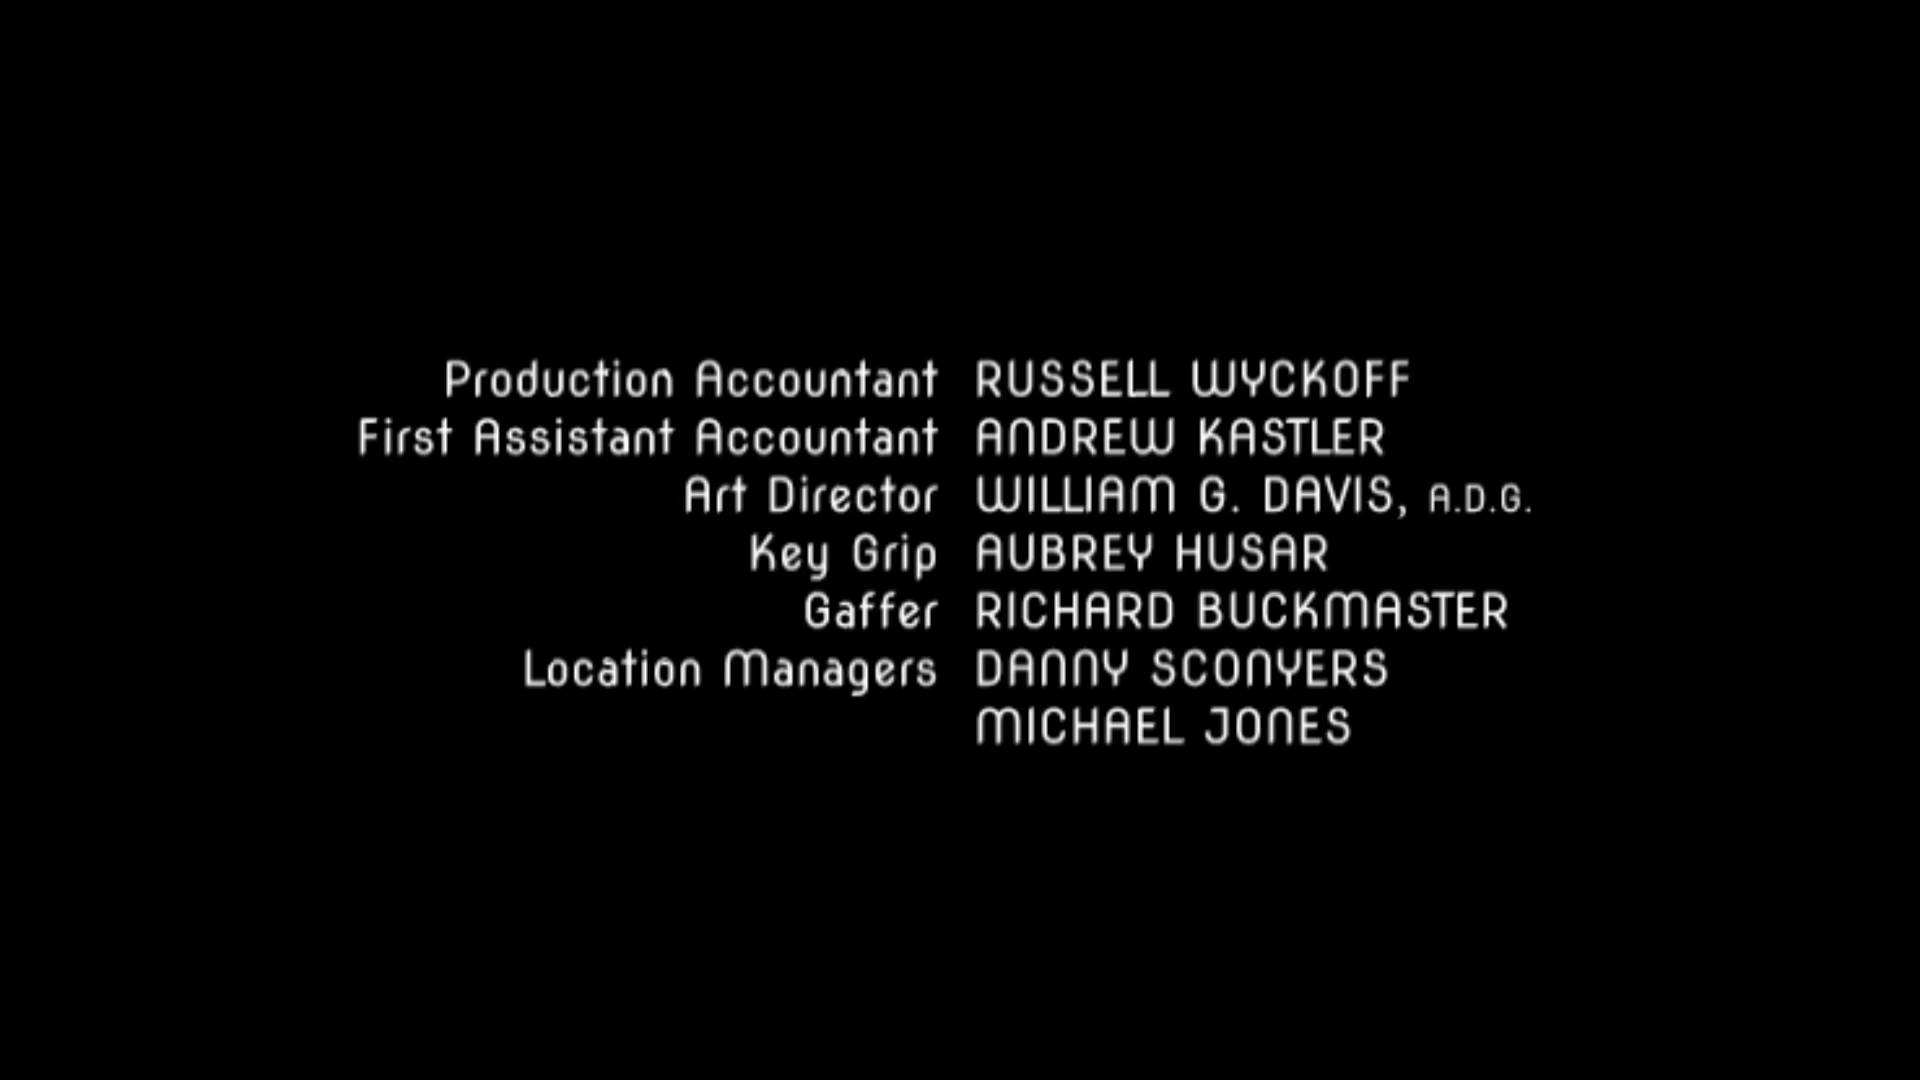 Production Accountant RUSSELL WYCKOFF
First Assistant Accountant ANDREW KASTLER
Art Director WILLIAM G. DAVIS, A.D.G.
Key Grip AUBREY HUSAR
Gaffer RICHARD BUCKMASTER
Location Managers DANNY SCONYERS
MICHAEL JONES